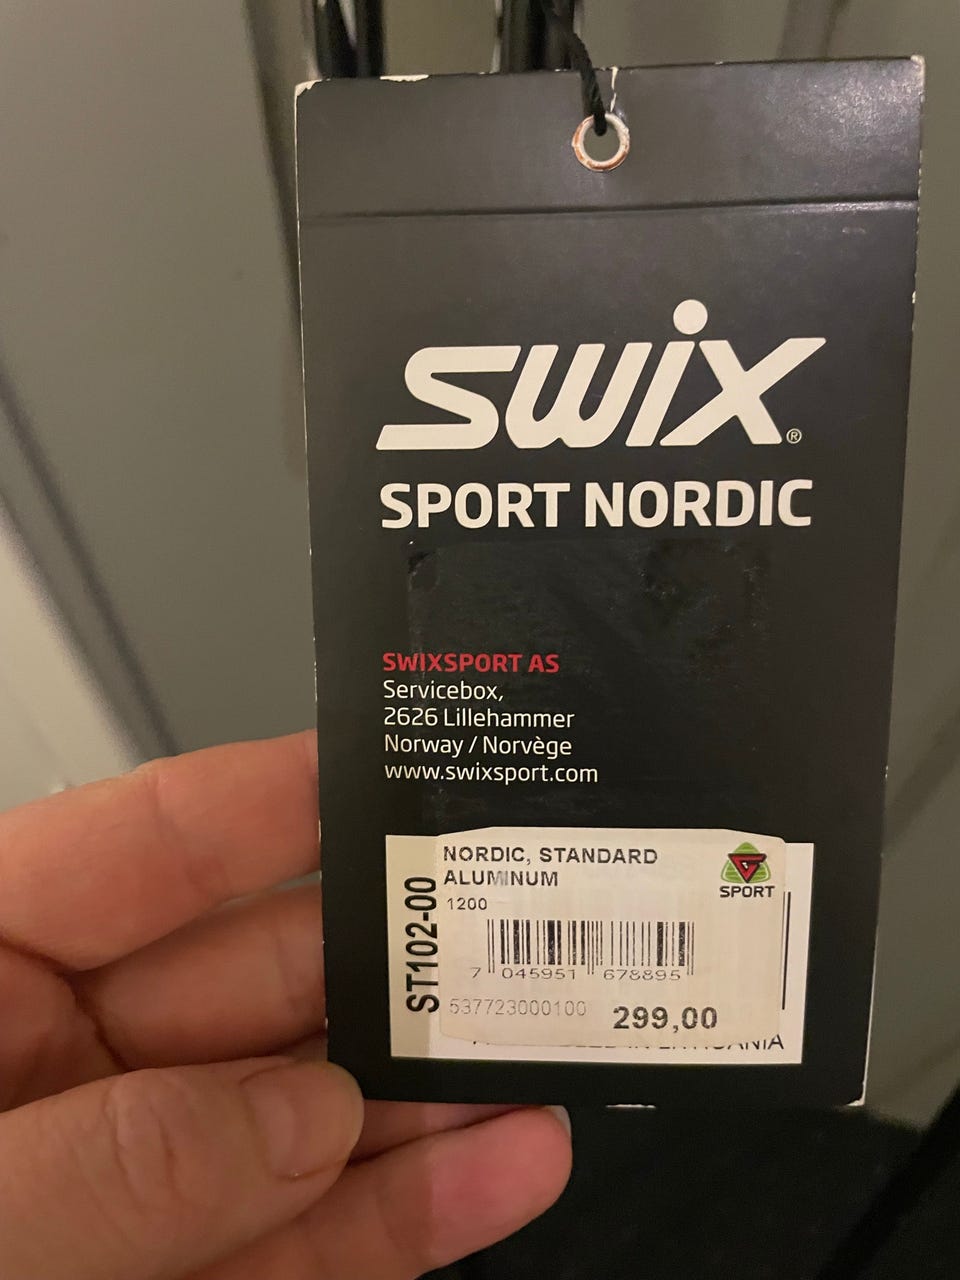 SWIX®
SPORT NORDIC
SWIXSPORT AS
Servicebox,
2626 Lillehammer
Norway / Norvège
www.swixsport.com
ST102-00
NORDIC, STANDARD
ALUMINUM
1200
SPORT
7 045951 678895
537723000100
299,00